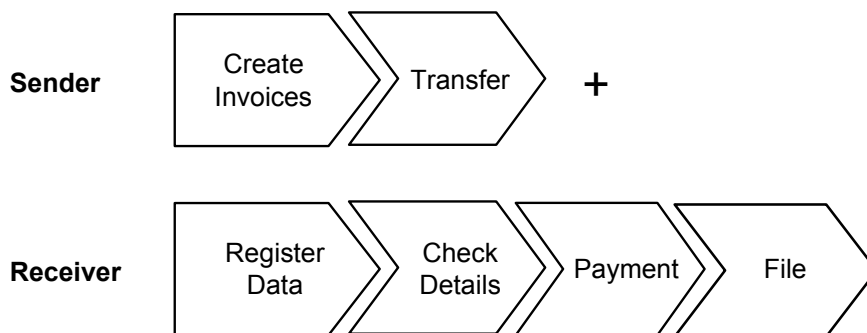 Sender
Create
Invoices
Transfer
+
Receiver
Register
Data
Check
Details
Payment
File